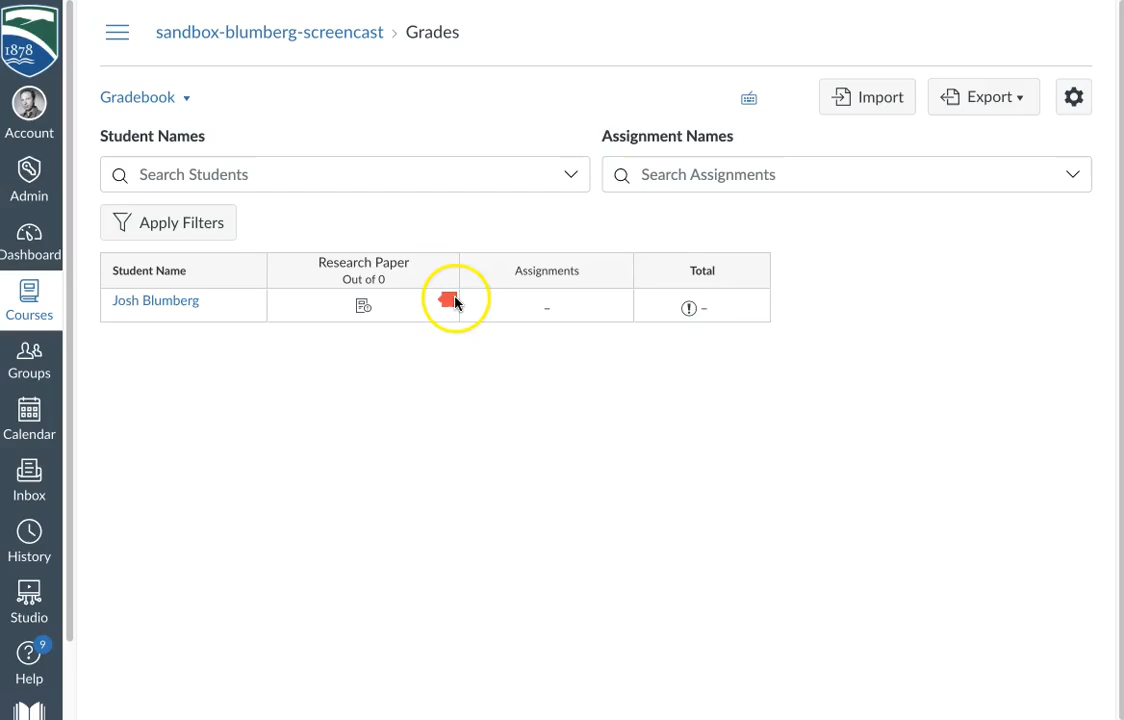 1878
sandbox-blumberg-screencast > Grades
Gradebook
Import
Export
Account
Student Names
Assignment Names
Search Students
Search Assignments
Admin
Apply Filters
Dashboard
Student Name
Research Paper
Out of 0
Assignments
Total
Josh Blumberg
–
–
Courses
Groups
Calendar
Inbox
History
Studio
9
Help